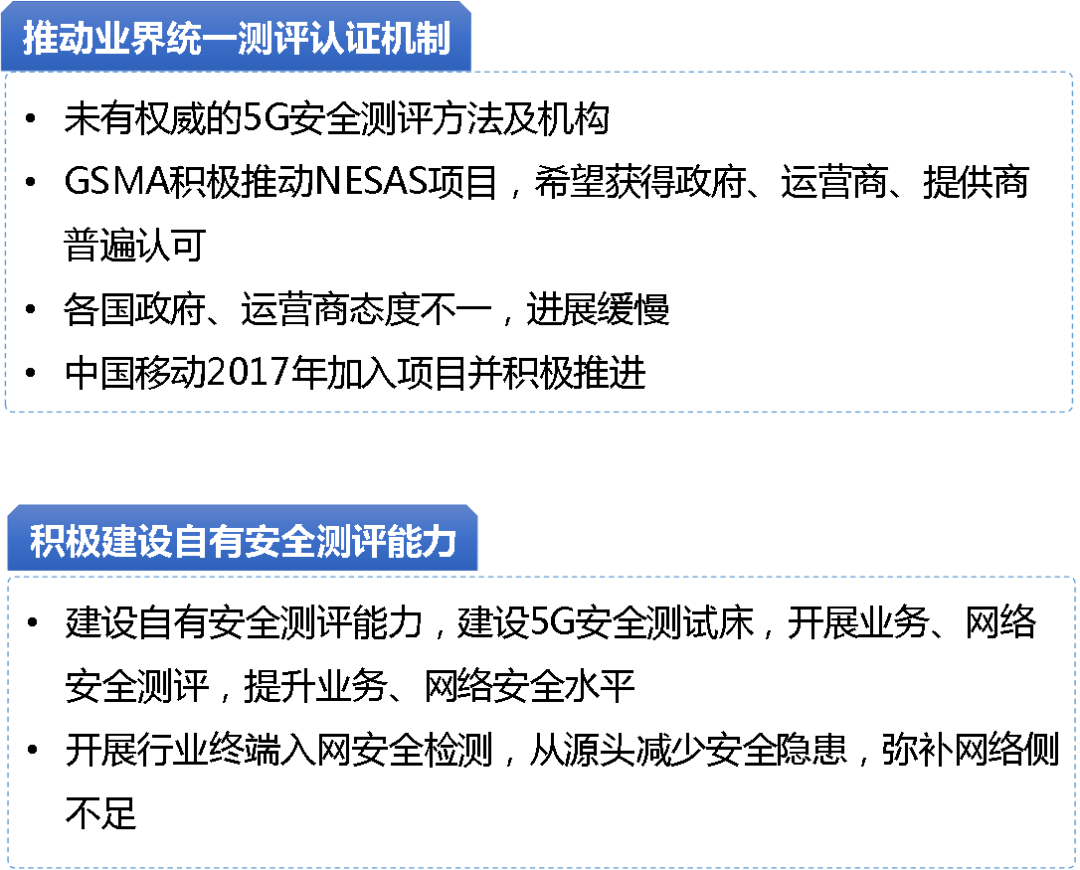 推动业界统一测评认证机制
• 未有权威的5G安全测评方法及机构
• GSMA积极推动NESAS项目，希望获得政府、运营商、提供商
普遍认可
• 各国政府、运营商态度不一，进展缓慢
• 中国移动2017年加入项目并积极推进
积极建设自有安全测评能力
• 建设自有安全测评能力，建设5G安全测试床，开展业务、网络
安全测评，提升业务、网络安全水平
• 开展行业终端入网安全检测，从源头减少安全隐患，弥补网络侧
不足